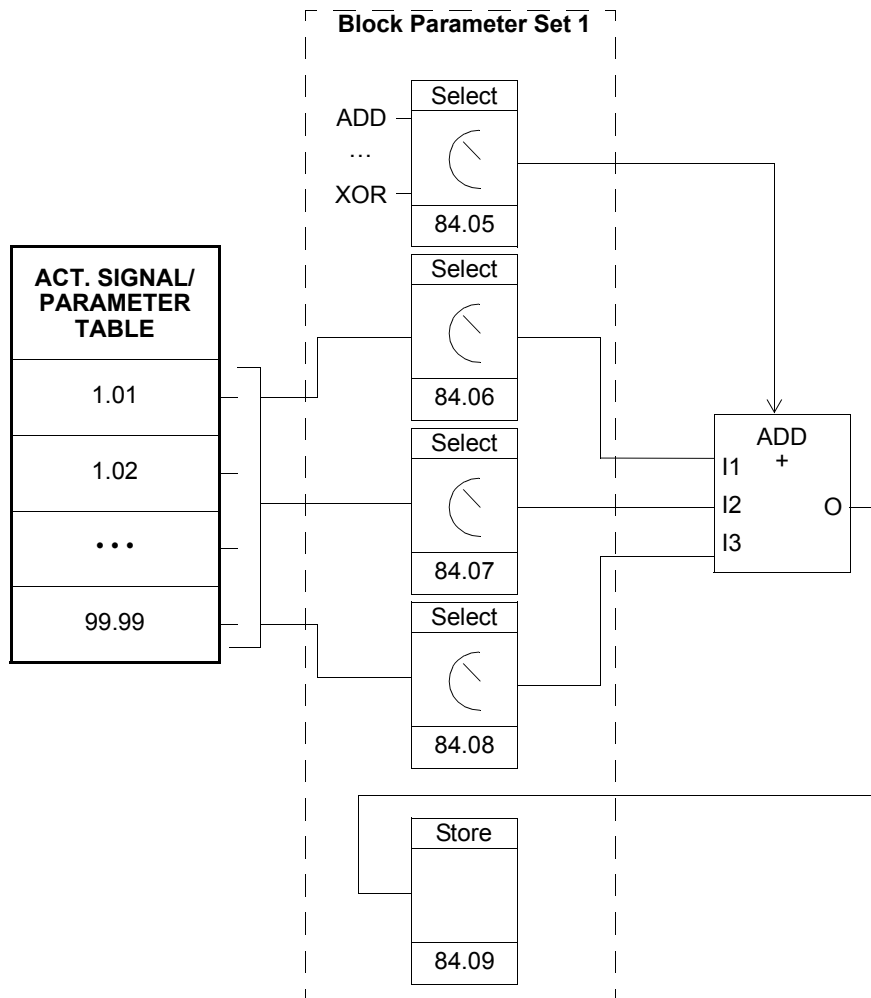 Block Parameter Set 1
Select
ADD
...
XOR
84.05
ACT. SIGNAL/
PARAMETER
TABLE
1.01
1.02
•••
99.99
Select
84.06
Select
84.07
Select
84.08
ADD
+
I1
I2
I3
O
Store
84.09